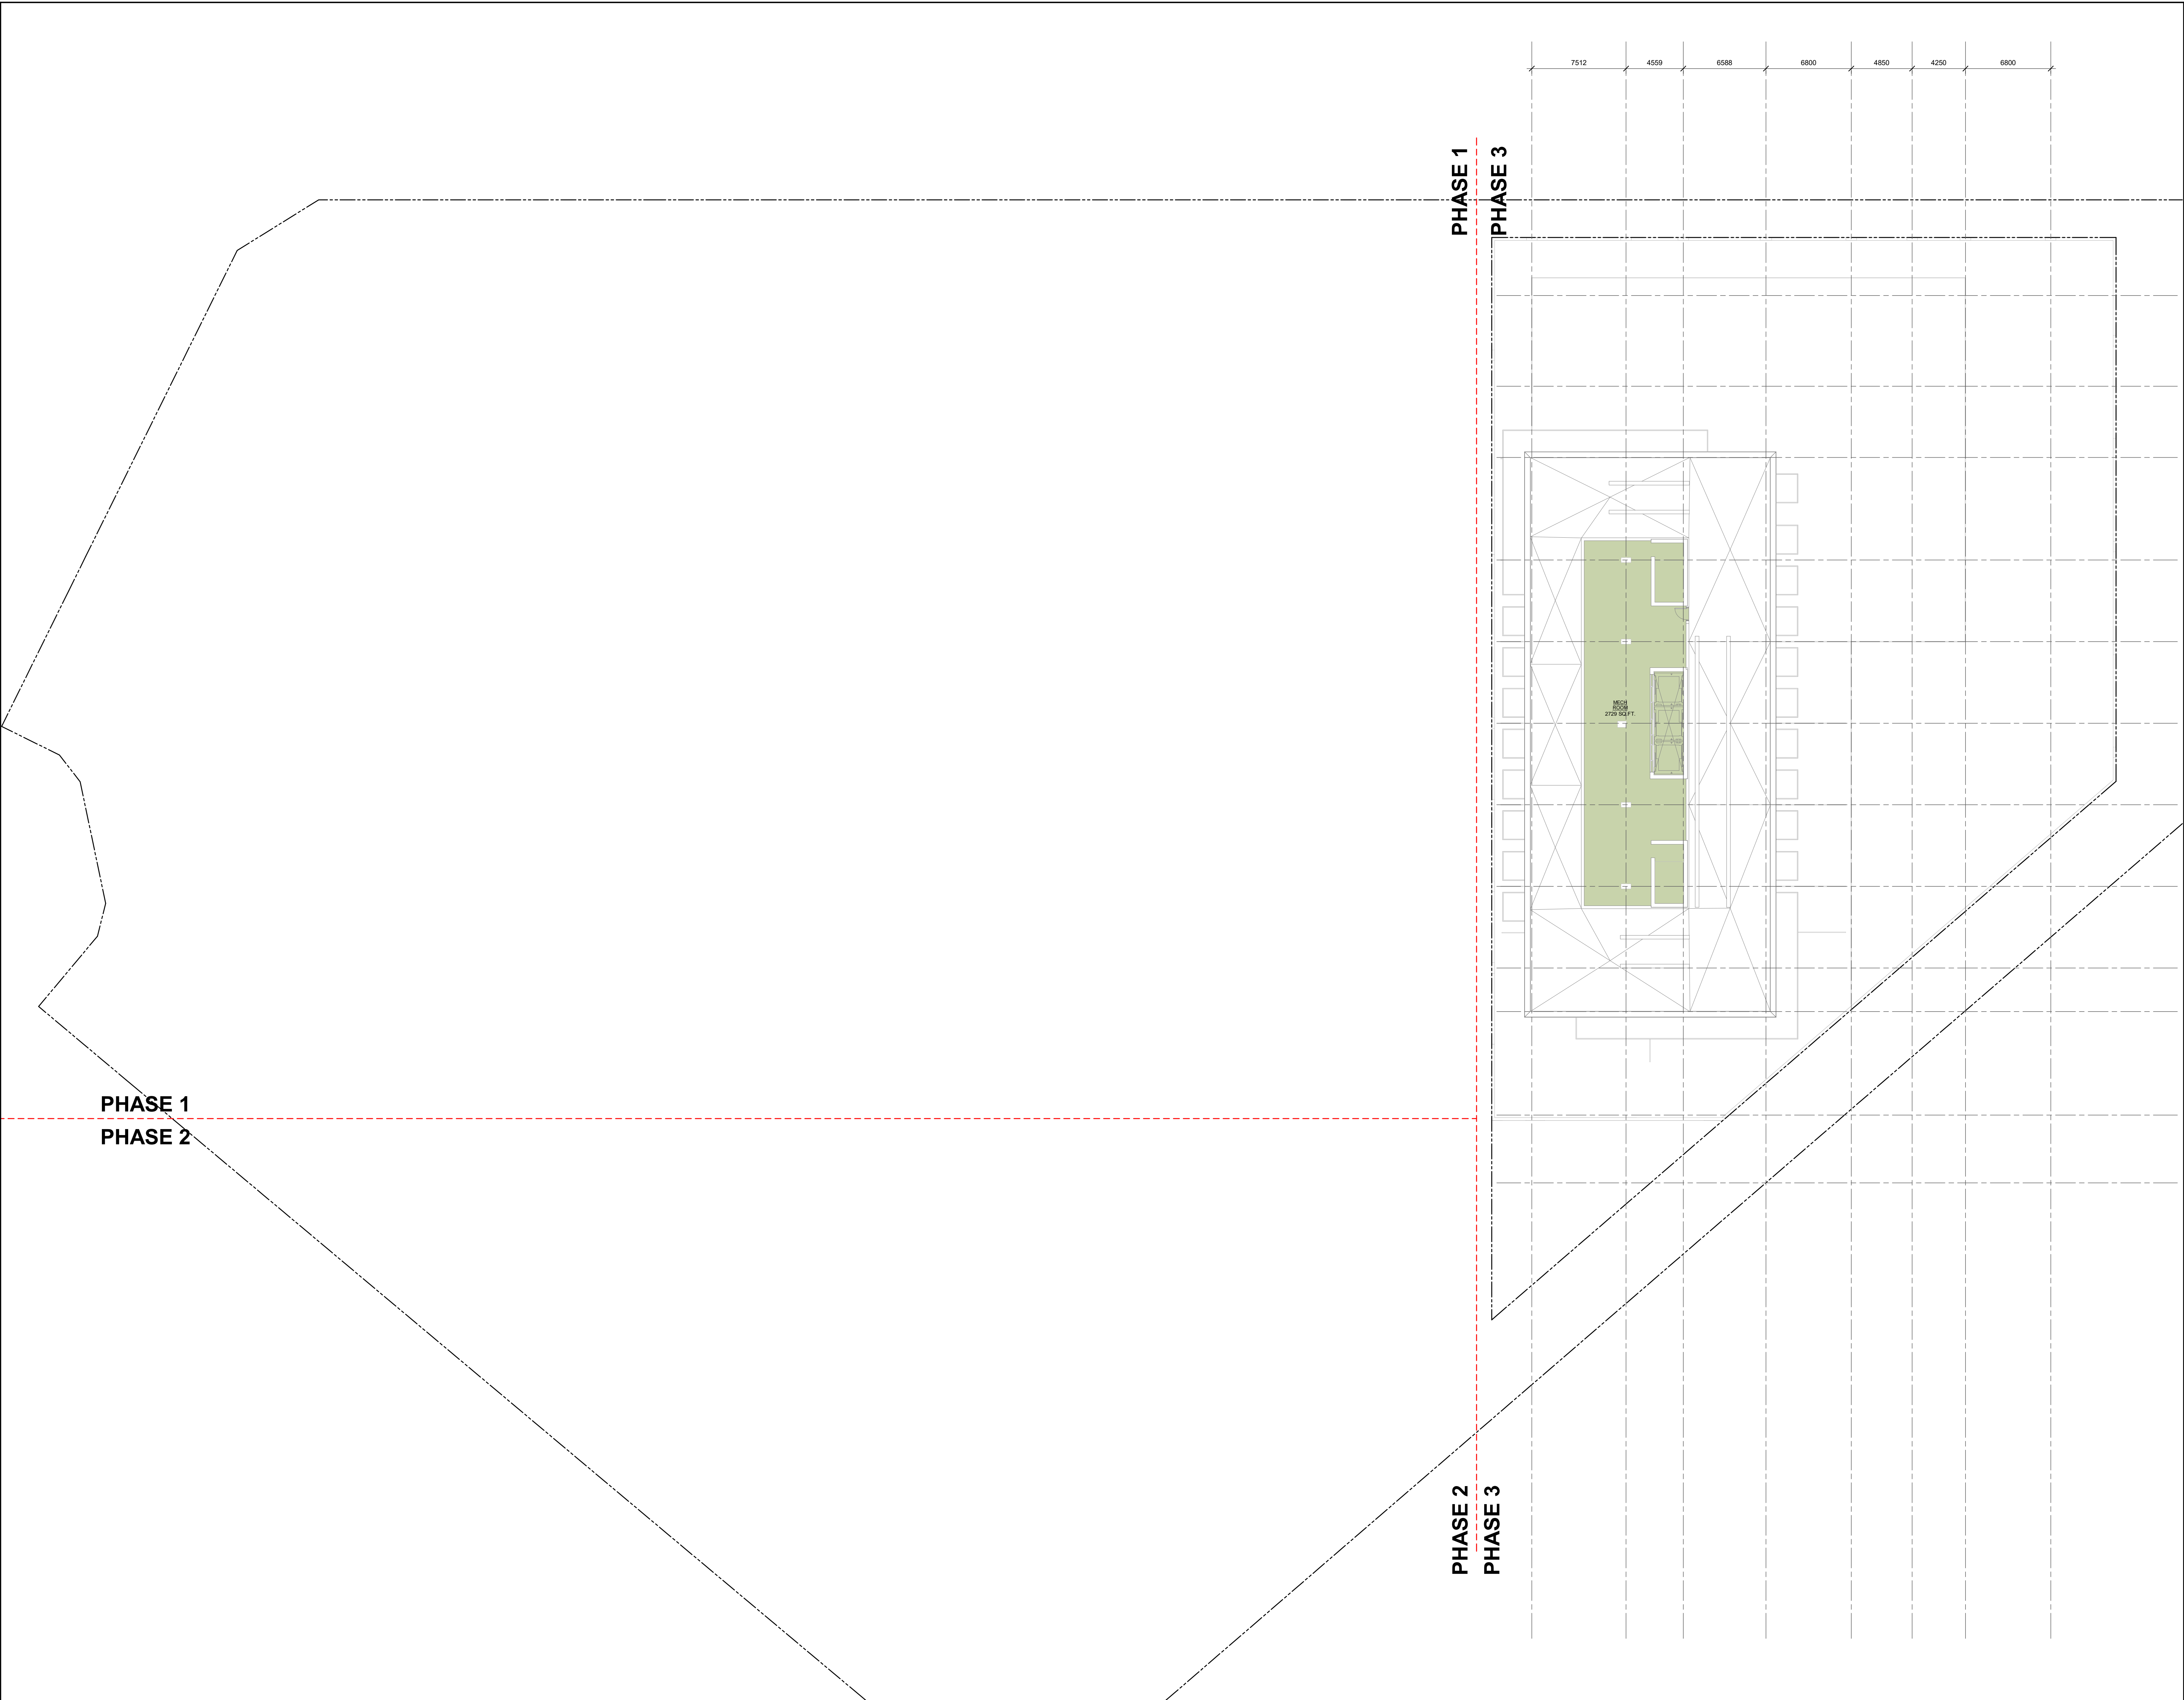 7512 4559 6588 6800 4850 4250 6800
PHASE 1
PHASE 3
MECH
ROOM
2729 SQ.FT.
PHASE 1
PHASE 2
PHASE 2
PHASE 3